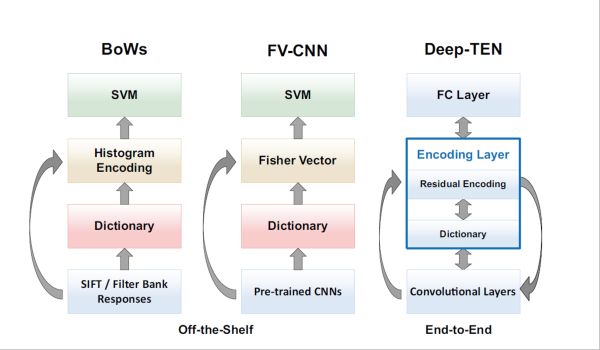 BoWs
FV-CNN
Deep-TEN
SVM
SVM
FC Layer
Histogram
Encoding
Fisher Vector
Encoding Layer
Residual Encoding
Dictionary
Dictionary
Dictionary
SIFT / Filter Bank
Responses
Pre-trained CNNs
Convolutional Layers
Off-the-Shelf
End-to-End